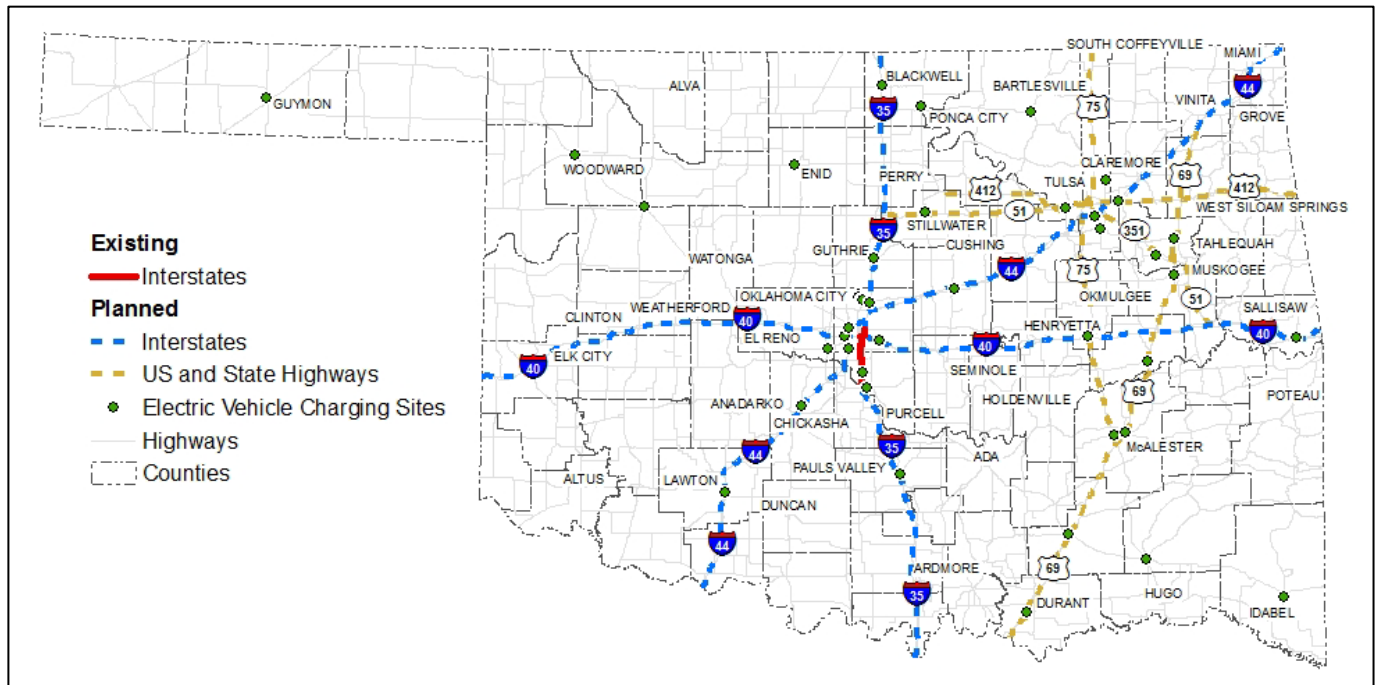 SOUTH COFFEYVILLE
MIAMI
BLACKWELL
ALVA
BARTLESVILLE
44
GUYMON
35
75
VINITA
PONCA CITY
GROVE
WOODWARD
ENID
PERRY
CLAREMORE
TULSA
69
412
412
51
WEST SILOAM SPRINGS
STILLWATER
35
351
Existing
Interstates
GUTHRIE
CUSHING
TAHLEQUAH
WATONGA
44
75
MUSKOGEE
Planned
Interstates
US and State Highways
Electric Vehicle Charging Sites
Highways
Counties
OKLAHOMA CITY
OKMULGEE
51
WEATHERFORD
40
CLINTON
SALLISAW
HENRYETTA
40
EL RENO
40
ELK CITY
40
SEMINOLE
69
POTEAU
ANADARKO
HOLDENVILLE
PURCELL
CHICKASHA
35
McALESTER
44
ADA
PAULS VALLEY
ALTUS
LAWTON
DUNCAN
44
ARDMORE
69
35
DURANT
HUGO
IDABEL